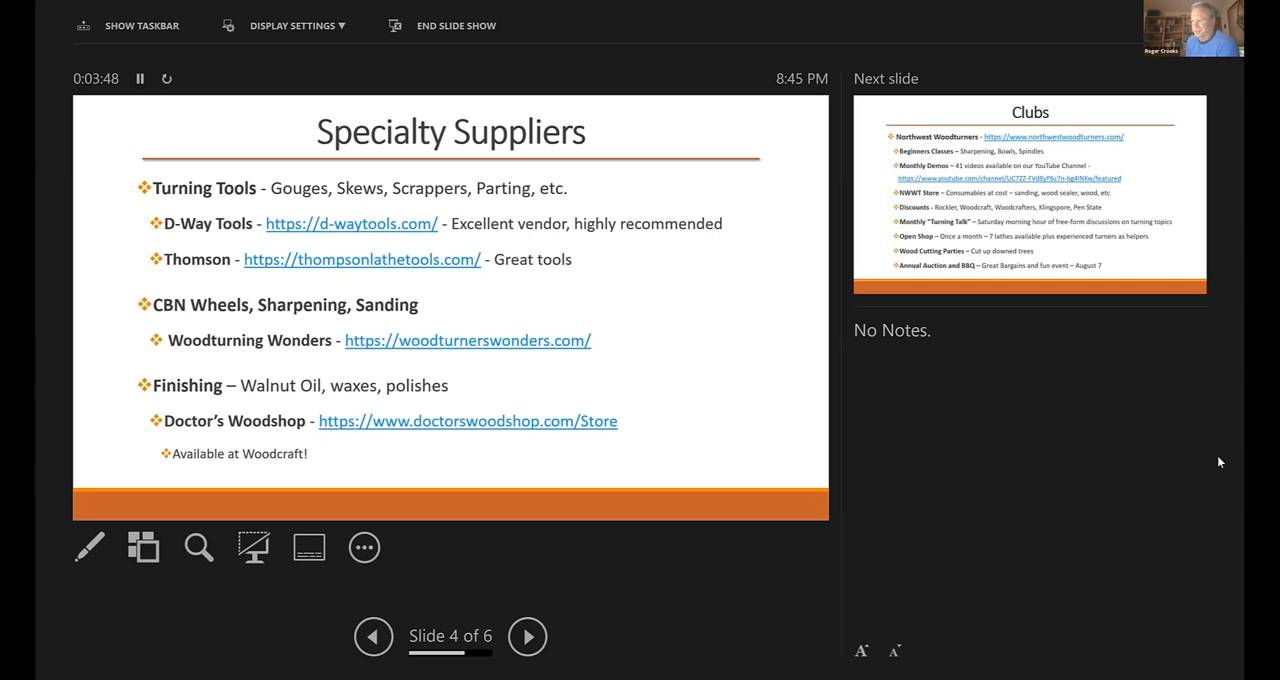 SHOW TASKBAR
DISPLAY SETTINGS ▼
END SLIDE SHOW
Roger Crooks
0:03:48
8:45 PM
Next slide
Specialty Suppliers
Turning Tools - Gouges, Skews, Scrappers, Parting, etc.
D-Way Tools - https://d-waytools.com/ - Excellent vendor, highly recommended
Thomson - https://thompsonlathetools.com/ - Great tools
CBN Wheels, Sharpening, Sanding
Woodturning Wonders - https://woodturnerswonders.com/
Finishing – Walnut Oil, waxes, polishes
Doctor’s Woodshop - https://www.doctorswoodshop.com/Store
Available at Woodcraft!
Clubs
Northwest Woodturners - https://www.northwestwoodturners.com/
Beginners Classes – Sharpening, Bowls, Spindles
Monthly Demos – 41 videos available on our YouTube Channel -
NWWT Store – Consumables at cost – sanding, wood sealer, wood, etc
Discounts - Rockler, Woodcraft, Woodcrafters, Klingspore, Pen State
Monthly “Turning Talk” – Saturday morning hour of free-form discussions on turning topics
Open Shop – Once a month – 7 lathes available plus experienced turners as helpers
Wood Cutting Parties – Cut up downed trees
Annual Auction and BBQ – Great Bargains and fun event – August 7
No Notes.
Slide 4 of 6
A A